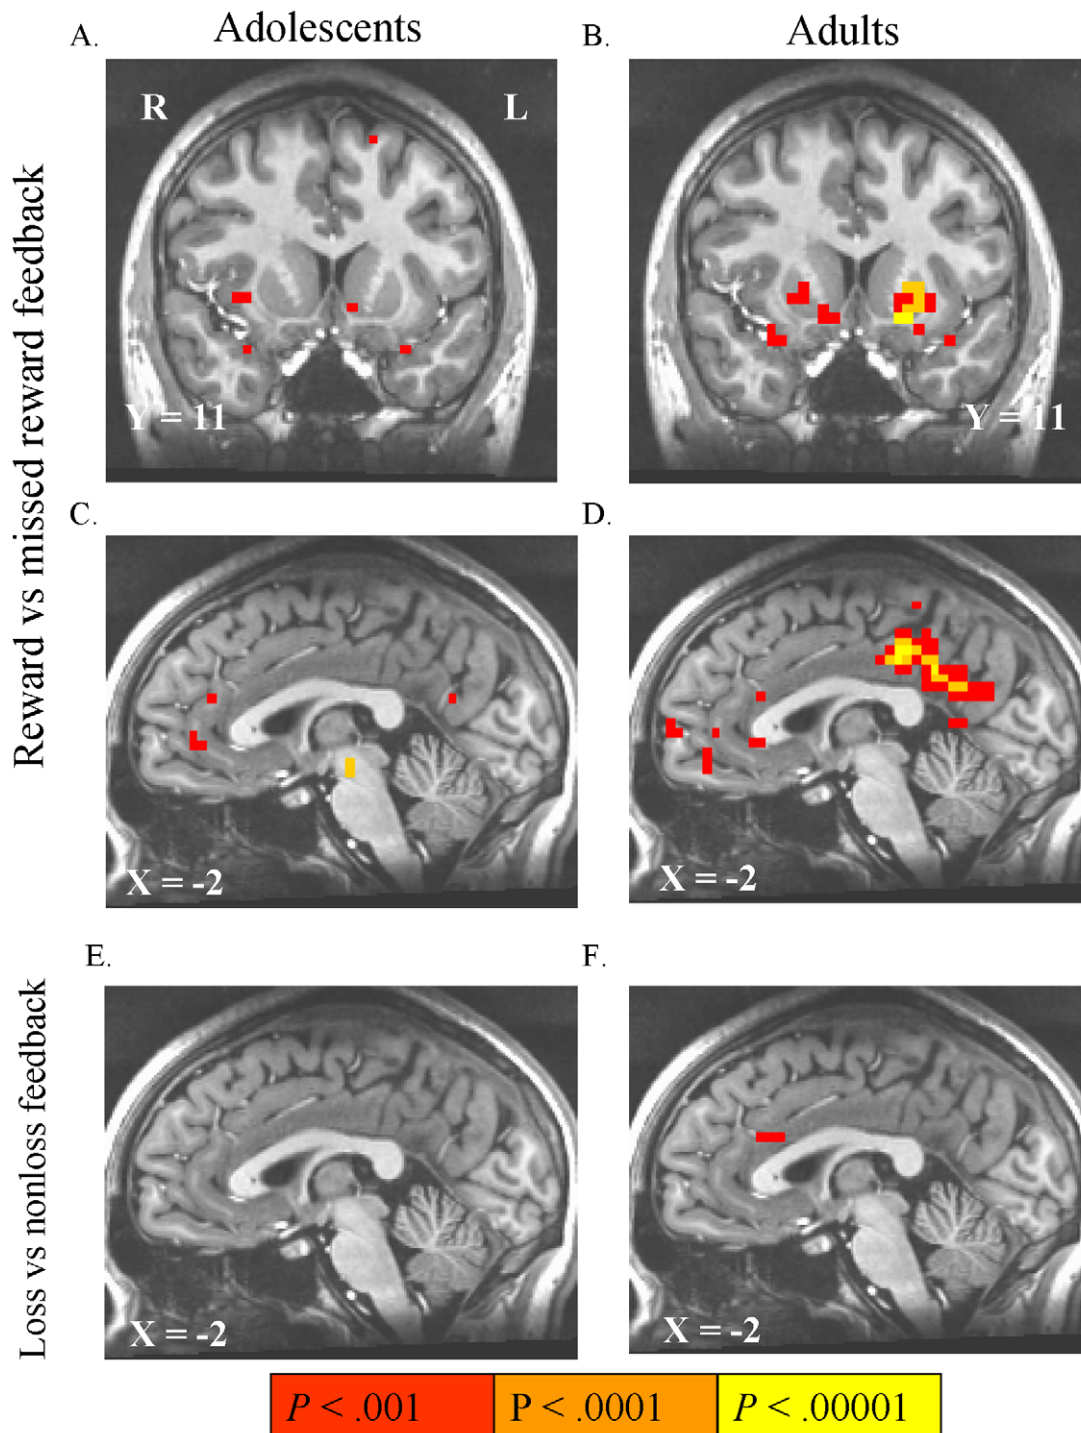 Adolescents
Adults
A.
B.
R
L
Y = 11
Y = 11
Reward vs missed reward feedback
C.
D.
X = -2
X = -2
E.
F.
Loss vs nonloss feedback
X = -2
X = -2
P < .001
P < .0001
P < .00001